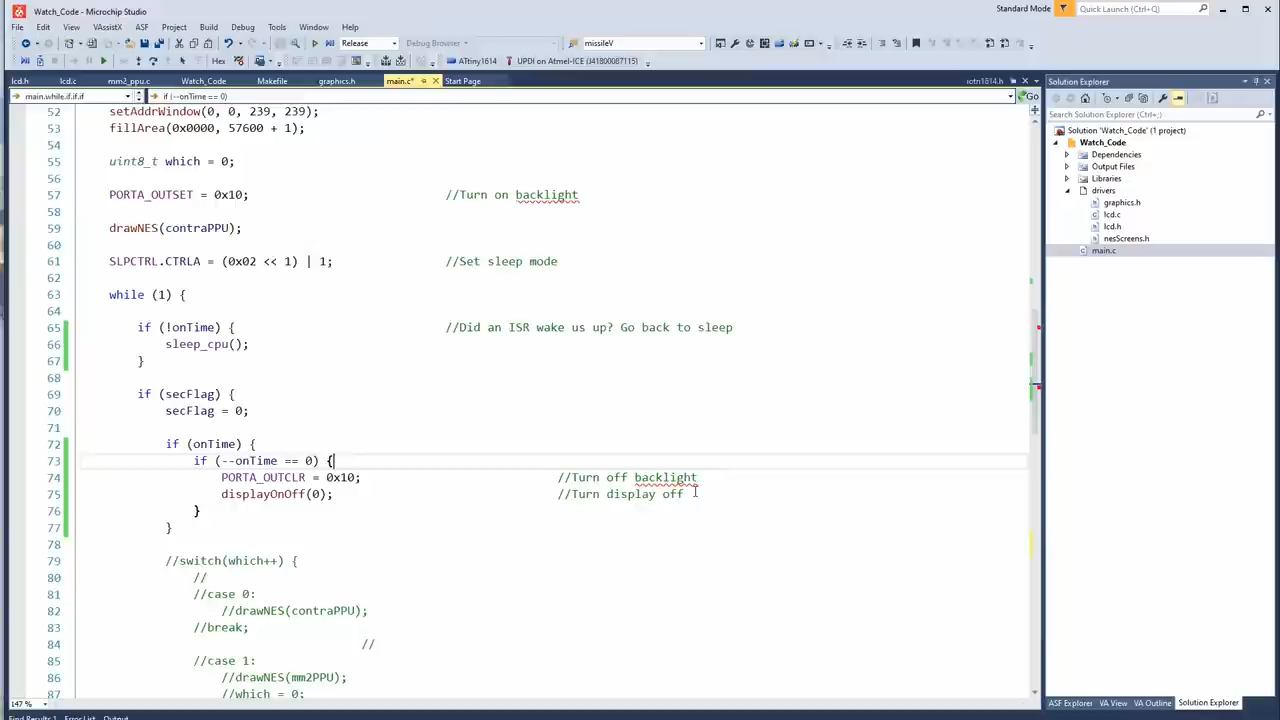 Watch_Code - Microchip Studio
Standard Mode
Quick Launch (Ctrl+Q)
File Edit View VAssistX ASF Project Build Debug Tools Window Help
Release
Debug Browser
missileV
Hex
ATtiny1614
UPDI on Atmel-ICE (J41800087115)
lcd.h lcd.c mm2_ppu.c Watch_Code Makefile graphics.h main.c* Start Page
main.while.if.if.if
if (--onTime == 0)
Go
52 setAddrWindow(0, 0, 239, 239);
53 fillArea(0x0000, 57600 + 1);
54
55 uint8_t which = 0;
56
57 PORTA_OUTSET = 0x10; //Turn on backlight
58
59 drawNES(contraPPU);
60
61 SLPCTRL.CTRLA = (0x02 << 1) | 1; //Set sleep mode
62
63 while (1) {
64
65 if (!onTime) { //Did an ISR wake us up? Go back to sleep
66 sleep_cpu();
67 }
68
69 if (secFlag) {
70 secFlag = 0;
71
72 if (onTime) {
73 if (--onTime == 0) {
74 PORTA_OUTCLR = 0x10; //Turn off backlight
75 displayOnOff(0); //Turn display off
76 }
77 }
78
79 //switch(which++) {
80 //
81 //case 0:
82 //drawNES(contraPPU);
83 //break;
84 //
85 //case 1:
86 //drawNES(mm2PPU);
87 //which = 0;
147 %
Find Results 1 Error List Output
Solution Explorer
Search Solution Explorer (Ctrl+;)
Solution 'Watch_Code' (1 project)
Watch_Code
Dependencies
Output Files
Libraries
drivers
graphics.h
lcd.c
lcd.h
nesScreens.h
main.c
ASF Explorer VA View VA Outline Solution Explorer